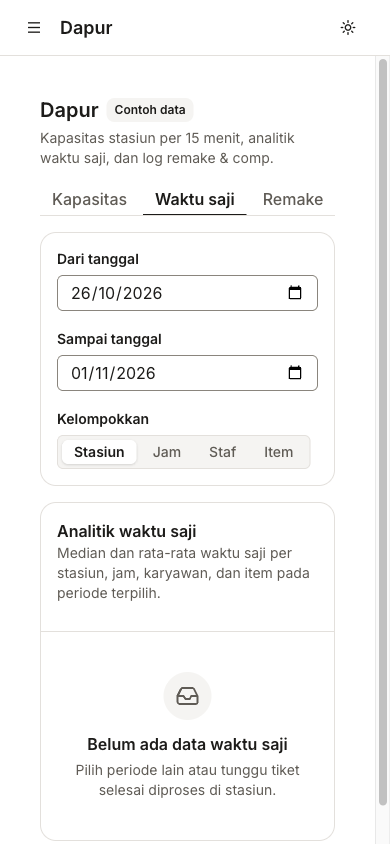 Dapur
Dapur
Contoh data
Kapasitas stasiun per 15 menit, analitik
waktu saji, dan log remake & comp.
Kapasitas
Waktu saji
Remake
Dari tanggal
26/10/2026
Sampai tanggal
01/11/2026
Kelompokkan
Stasiun
Jam
Staf
Item
Analitik waktu saji
Median dan rata-rata waktu saji per
stasiun, jam, karyawan, dan item pada
periode terpilih.
Belum ada data waktu saji
Pilih periode lain atau tunggu tiket
selesai diproses di stasiun.